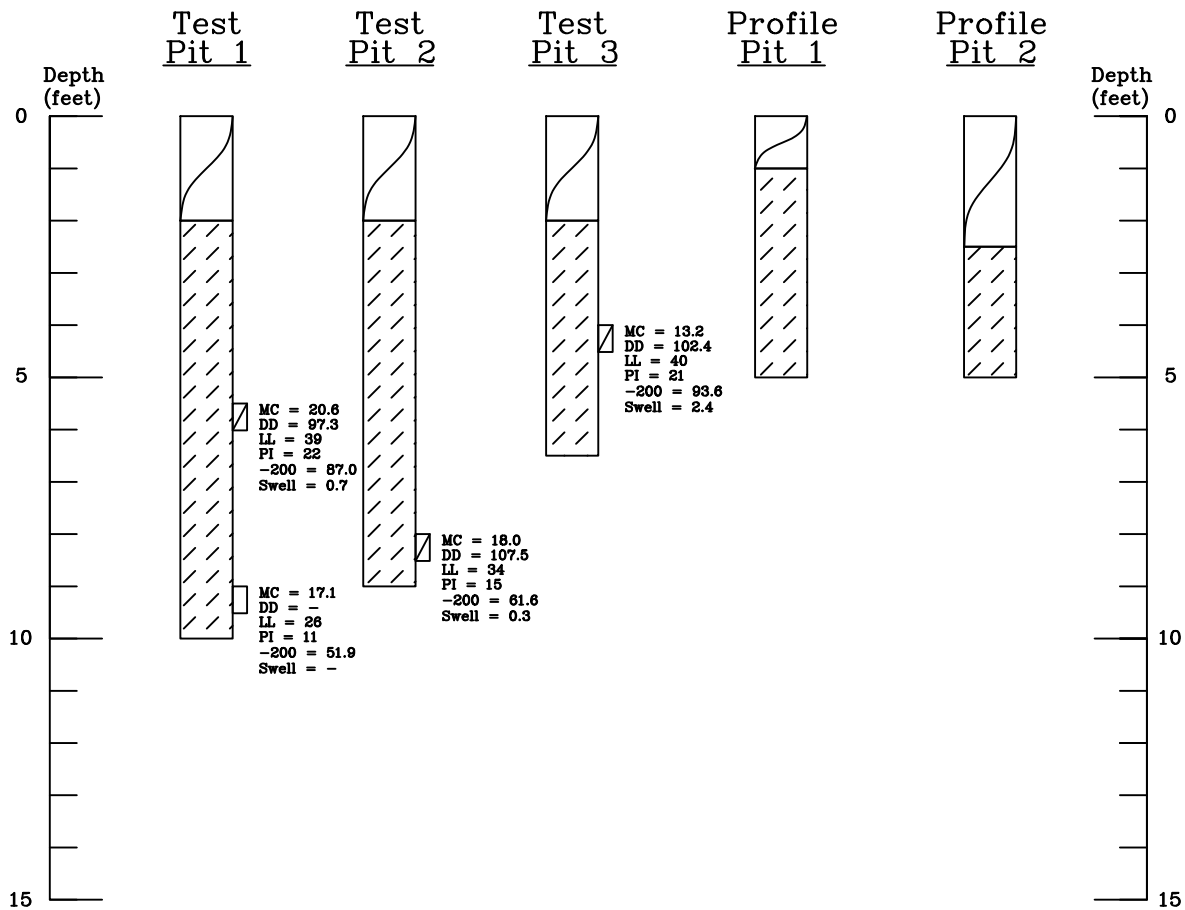 Test
Pit 1
Test
Pit 2
Test
Pit 3
Profile
Pit 1
Profile
Pit 2
Depth
(feet)
Depth
(feet)
0
0
MC = 13.2
DD = 102.4
LL = 40
PI = 21
-200 = 93.6
Swell = 2.4
5
5
MC = 20.6
DD = 97.3
LL = 39
PI = 22
-200 = 87.0
Swell = 0.7
MC = 18.0
DD = 107.5
LL = 34
PI = 15
-200 = 61.6
Swell = 0.3
MC = 17.1
DD = -
LL = 26
PI = 11
-200 = 51.9
Swell = -
10
10
15
15